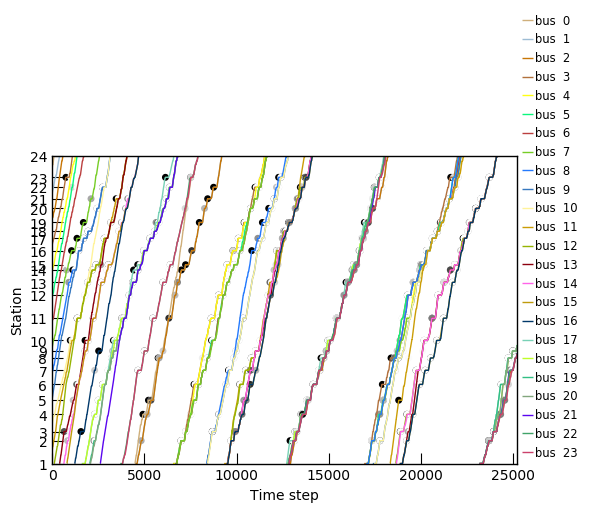 bus 0
bus 1
bus 2
bus 3
bus 4
bus 5
bus 6
bus 7
bus 8
bus 9
bus 10
bus 11
bus 12
bus 13
bus 14
bus 15
bus 16
bus 17
bus 18
bus 19
bus 20
bus 21
bus 22
bus 23
24
23
22
21
20
19
18
17
16
15
14
13
12
11
10
9
8
7
6
5
4
3
2
1
Station
0 5000 10000 15000 20000 25000
Time step